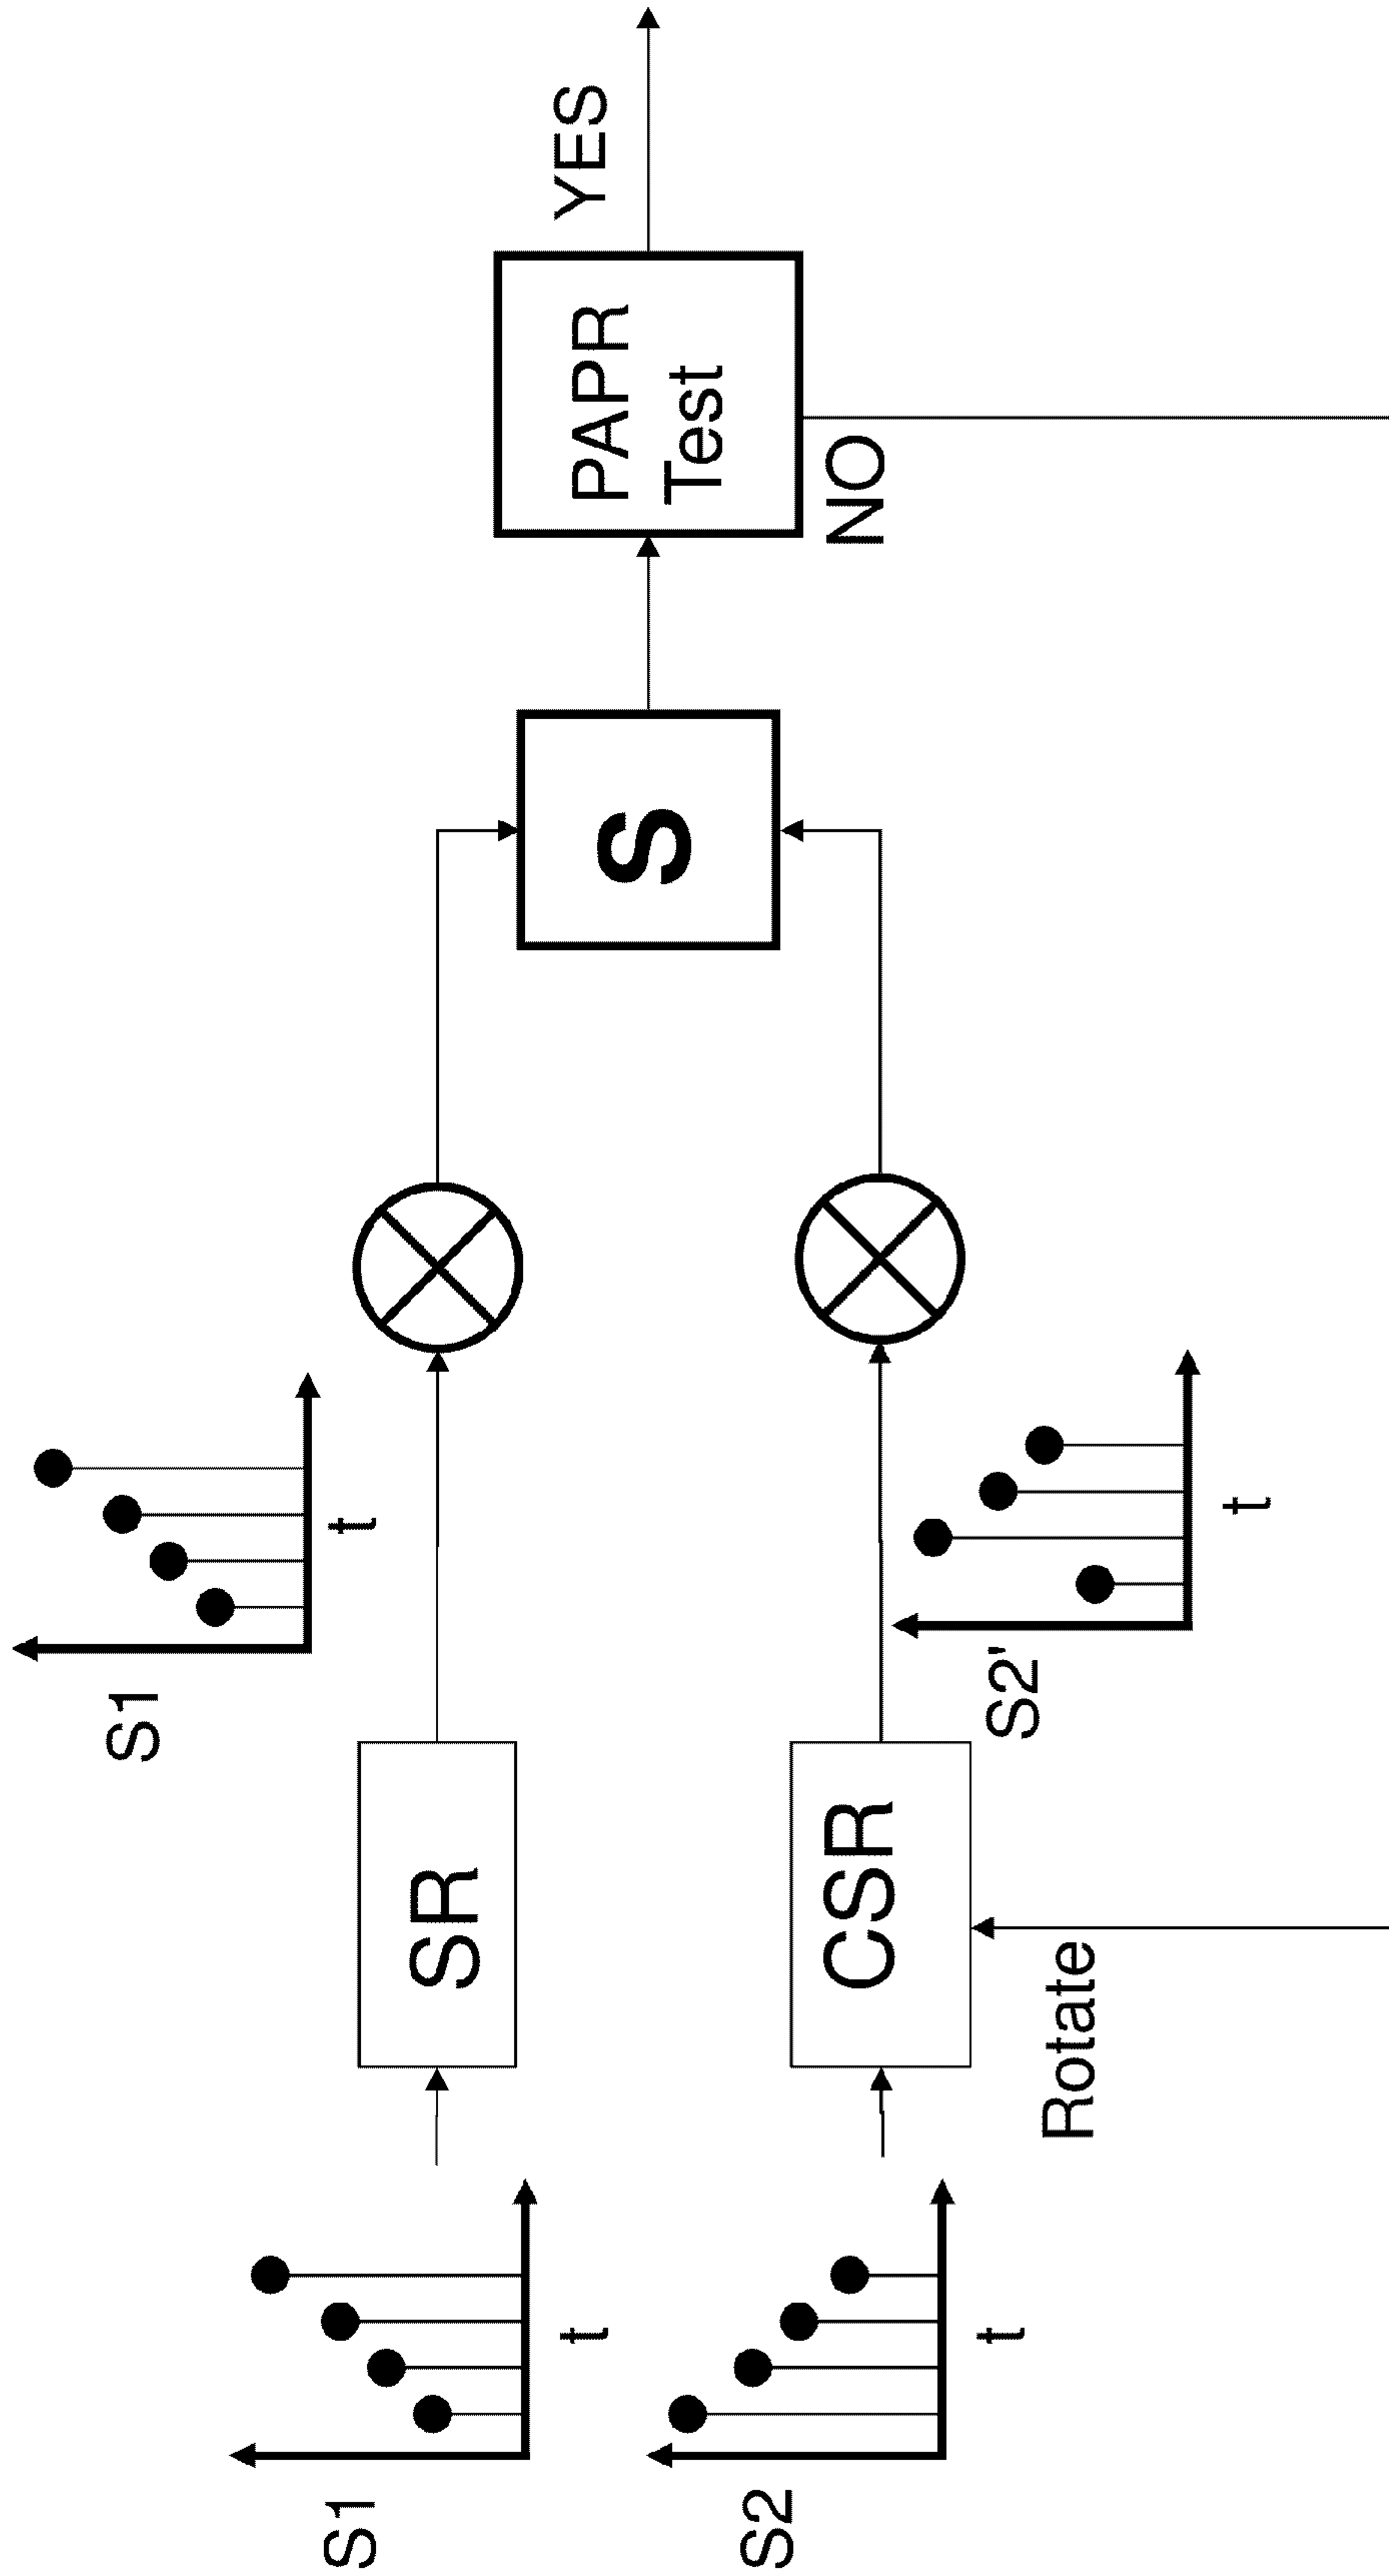 S1
t
SR
S1
t
S2
t
CSR
Rotate
S2'
t
S
PAPR
Test
YES
NO